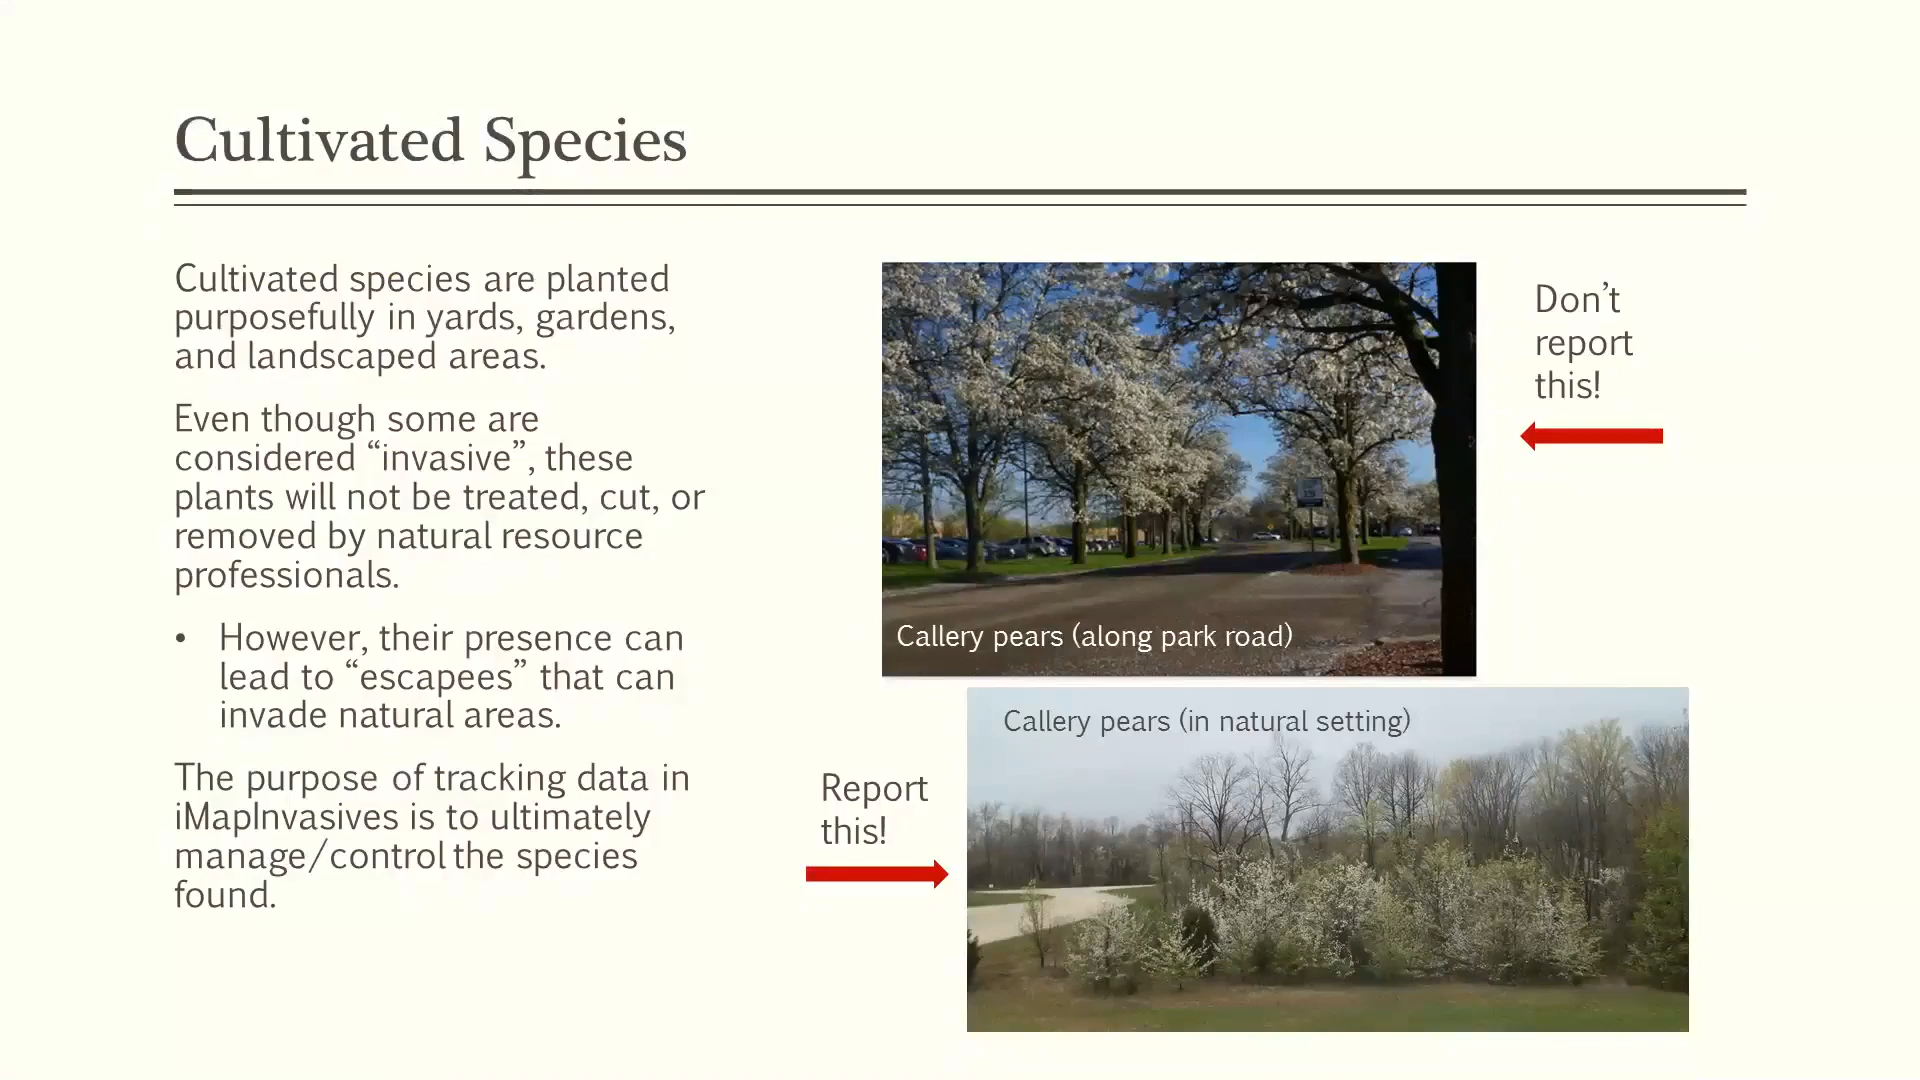 Cultivated Species
Cultivated species are planted
purposefully in yards, gardens,
and landscaped areas.
Even though some are
considered “invasive”, these
plants will not be treated, cut, or
removed by natural resource
professionals.
• However, their presence can
lead to “escapees” that can
invade natural areas.
The purpose of tracking data in
iMapInvasives is to ultimately
manage/control the species
found.
Don’t
report
this!
Callery pears (along park road)
Callery pears (in natural setting)
Report
this!